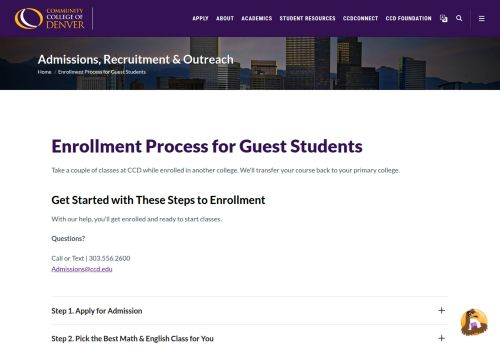 COMMUNITY
COLLEGE OF
DENVER
APPLY ABOUT ACADEMICS STUDENT RESOURCES CCDCONNECT CCD FOUNDATION
Admissions, Recruitment & Outreach
Home / Enrollment Process for Guest Students
Enrollment Process for Guest Students
Take a couple of classes at CCD while enrolled in another college. We'll transfer your course back to your primary college.
Get Started with These Steps to Enrollment
With our help, you'll get enrolled and ready to start classes.
Questions?
Call or Text | 303.556.2600
Admissions@ccd.edu
Step 1. Apply for Admission
Step 2. Pick the Best Math & English Class for You